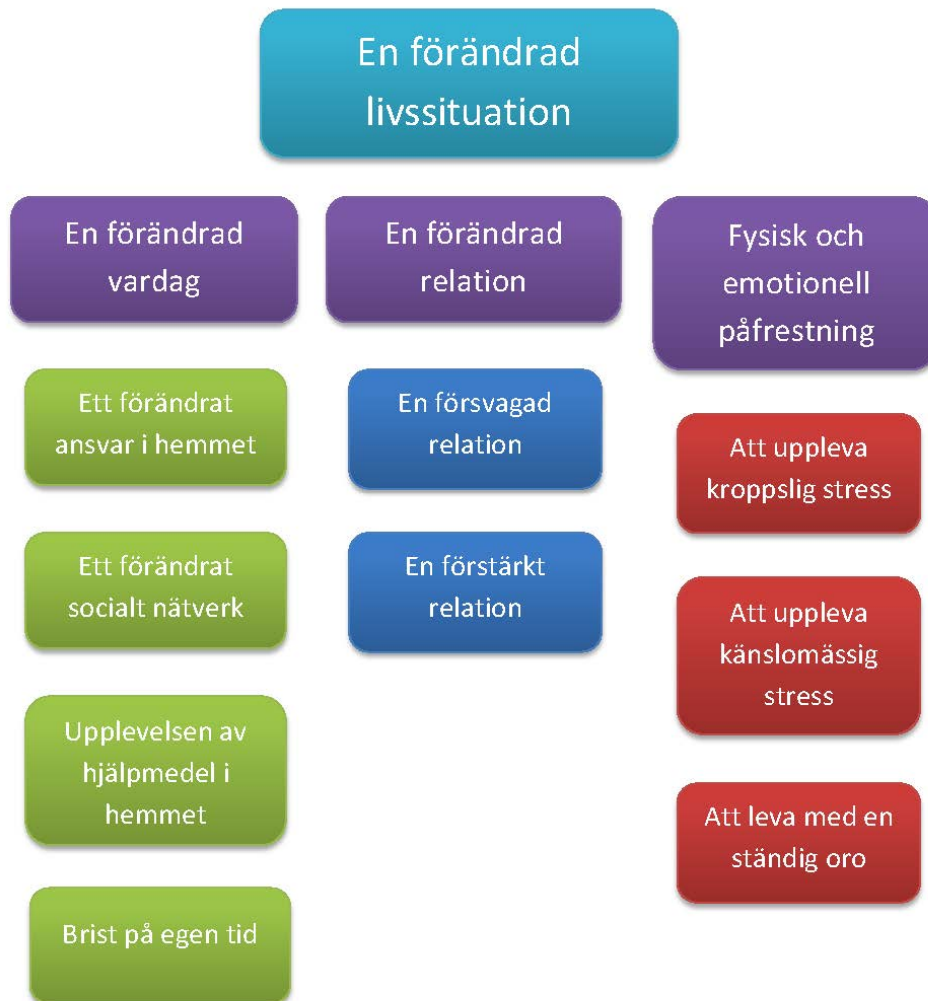 En förändrad
livssituation
En förändrad
vardag
Ett förändrat
ansvar i hemmet
Ett förändrat
socialt nätverk
Upplevelsen av
hjälpmedel i
hemmet
Brist på egen tid
En förändrad
relation
En försvagad
relation
En förstärkt
relation
Fysisk och
emotionell
påfrestning
Att uppleva
kroppslig stress
Att uppleva
känslomässig
stress
Att leva med en
ständig oro